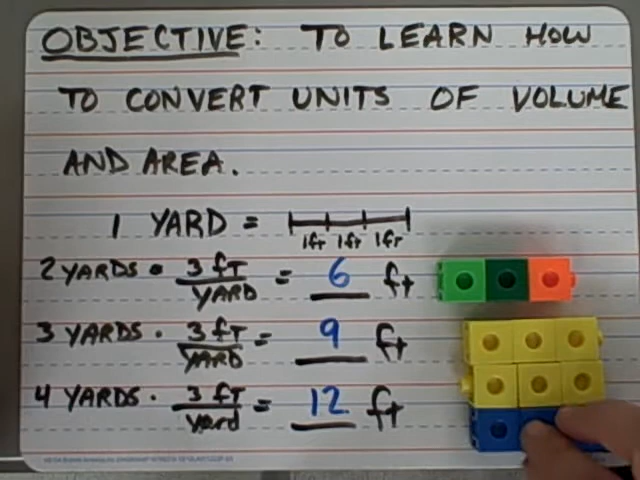 OBJECTIVE: TO LEARN HOW
TO CONVERT UNITS OF VOLUME
AND AREA.
1 YARD =
1ft 1ft 1ft
2 YARDS • 3 fT / YARD = 6 ft
3 YARDS • 3 fT / YARD = 9 ft
4 YARDS • 3 fT / yard = 12 ft